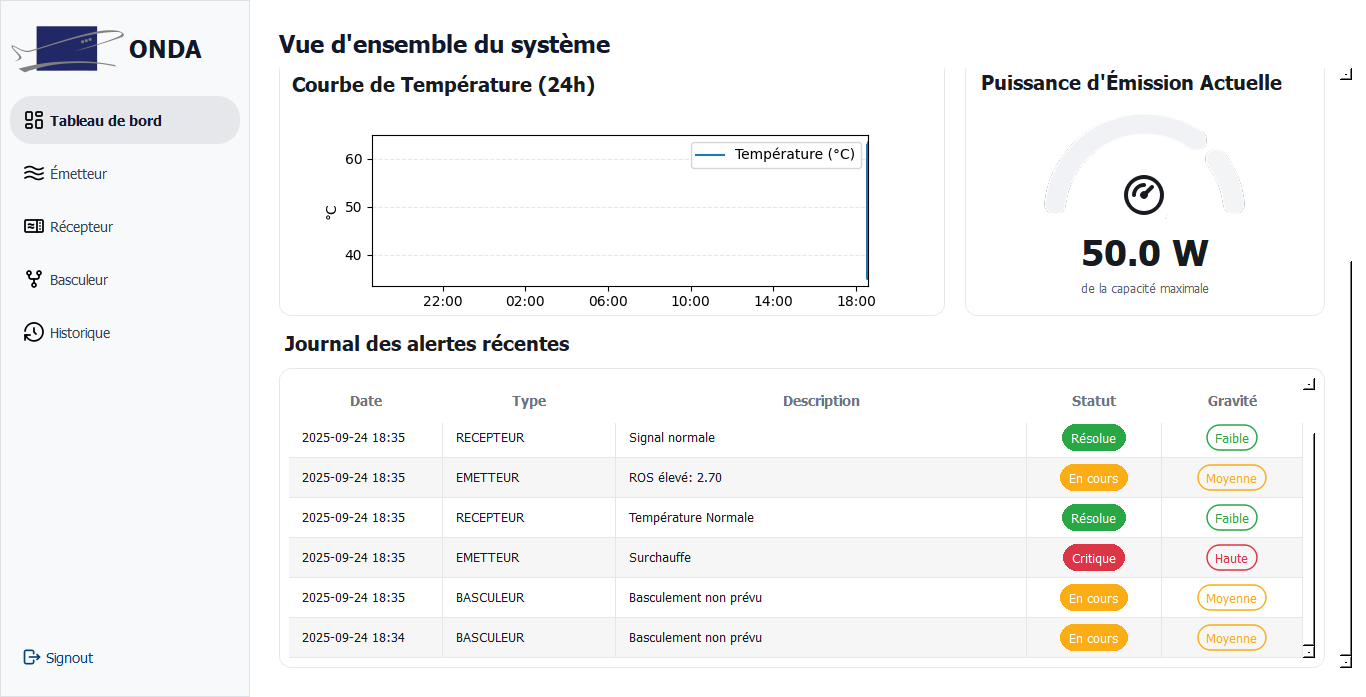 ONDA
Tableau de bord
Émetteur
Récepteur
Basculeur
Historique
Signout
Vue d'ensemble du système
Courbe de Température (24h)
Température (°C)
°C
60
50
40
22:00 02:00 06:00 10:00 14:00 18:00
Puissance d'Émission Actuelle
50.0 W
de la capacité maximale
Journal des alertes récentes
Date Type Description Statut Gravité
2025-09-24 18:35 RECEPTEUR Signal normale Résolue Faible
2025-09-24 18:35 EMETTEUR ROS élevé: 2.70 En cours Moyenne
2025-09-24 18:35 RECEPTEUR Température Normale Résolue Faible
2025-09-24 18:35 EMETTEUR Surchauffe Critique Haute
2025-09-24 18:35 BASCULEUR Basculement non prévu En cours Moyenne
2025-09-24 18:34 BASCULEUR Basculement non prévu En cours Moyenne